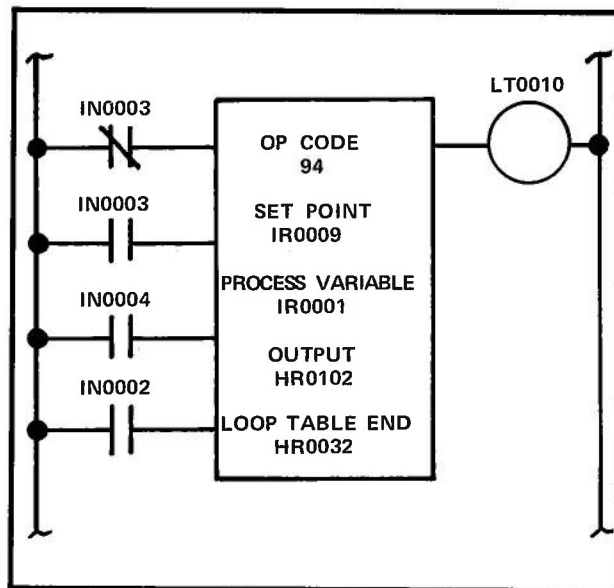 LT0010
IN0003
OP CODE
94
IN0003
SET POINT
IR0009
IN0004
PROCESS VARIABLE
IR0001
OUTPUT
HR0102
IN0002
LOOP TABLE END
HR0032